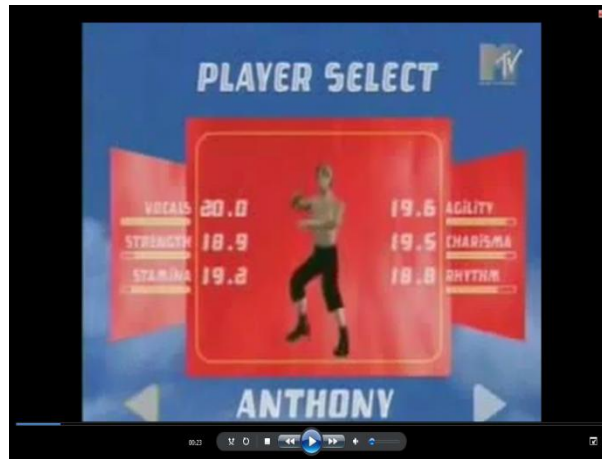 PLAYER SELECT
MTV
VOCALS 20.0 19.6 AGILITY
STRENGTH 18.9 19.5 CHARISMA
STAMINA 19.2 18.8 RHYTHM
ANTHONY
00:23